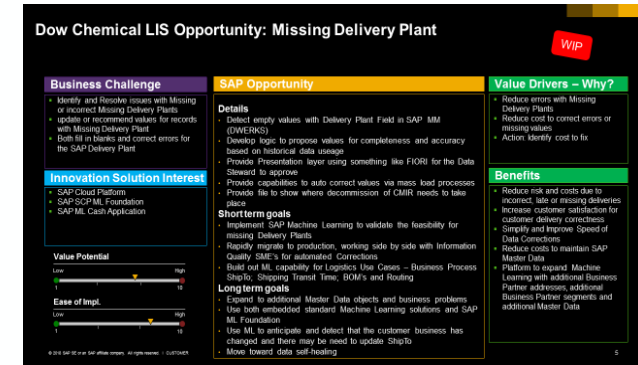 Dow Chemical LIS Opportunity: Missing Delivery Plant
WIP
Business Challenge
Identify and Resolve issues with Missing
or incorrect Missing Delivery Plants
update or recommend values for records
with Missing Delivery Plant
Both fill in blanks and correct errors for
the SAP Delivery Plant
Innovation Solution Interest
SAP Cloud Platform
SAP SCP ML Foundation
SAP ML Cash Application
Value Potential
Low High
1 10
Ease of Impl.
Low High
1 10
SAP Opportunity
Details
Detect empty values with Delivery Plant Field in SAP MM
(DWERKS)
Develop logic to propose values for completeness and accuracy
based on historical data useage
Provide Presentation layer using something like FIORI for the Data
Steward to approve
Provide capabilities to auto correct values via mass load processes
Provide file to show where decommission of CMIR needs to take
place
Short term goals
Implement SAP Machine Learning to validate the feasibility for
missing Delivery Plants
Rapidly migrate to production, working side by side with Information
Quality SME's for automated Corrections
Build out ML capability for Logistics Use Cases – Business Process
ShipTo; Shipping Transit Time; BOM's and Routing
Long term goals
Expand to additional Master Data objects and business problems
Use both embedded standard Machine Learning solutions and SAP
ML Foundation
Use ML to anticipate and detect that the customer business has
changed and there may be need to update ShipTo
Move toward data self-healing
Value Drivers – Why?
Reduce errors with Missing
Delivery Plants
Reduce cost to correct errors or
missing values
Action: Identify cost to fix
Benefits
Reduce risk and costs due to
incorrect, late or missing deliveries
Increase customer satisfaction for
customer delivery correctness
Simplify and Improve Speed of
Data Corrections
Reduce costs to maintain SAP
Master Data
Platform to expand Machine
Learning with additional Business
Partner addresses, additional
Business Partner segments and
additional Master Data
SAP SE or an SAP affiliate company. All rights reserved. | CUSTOMER
5